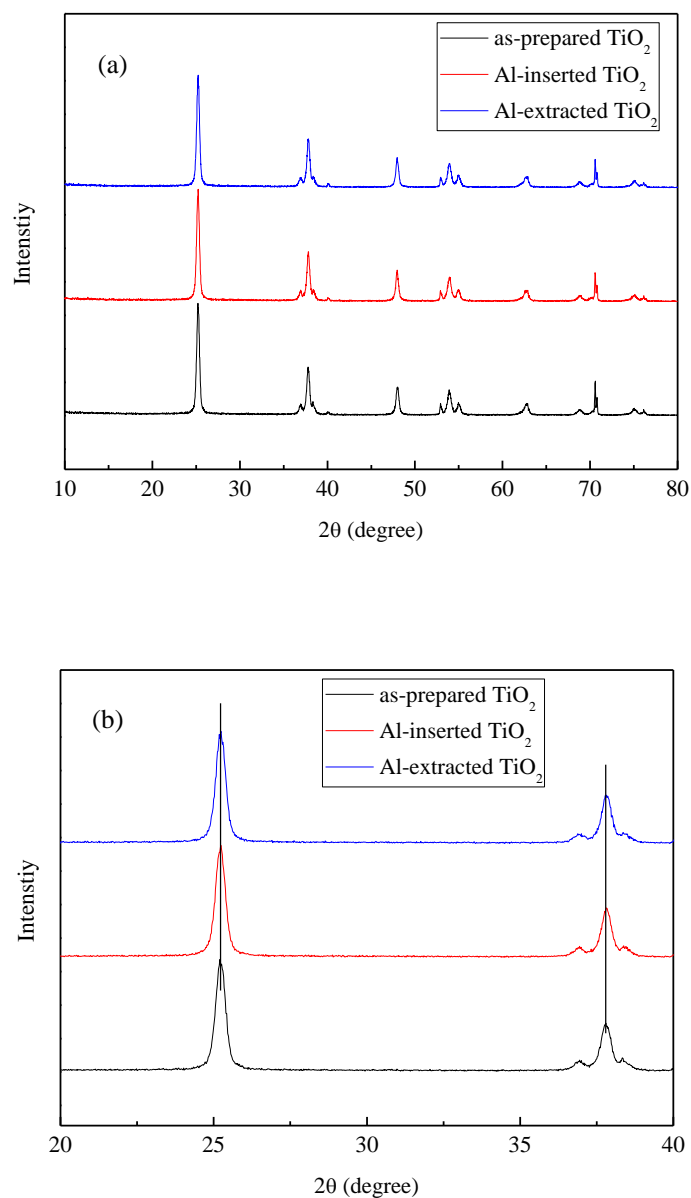 (a)
as-prepared TiO2
Al-inserted TiO2
Al-extracted TiO2
Intenstiy
10 20 30 40 50 60 70 80
2θ (degree)
(b)
as-prepared TiO2
Al-inserted TiO2
Al-extracted TiO2
Intenstiy
20 25 30 35 40
2θ (degree)